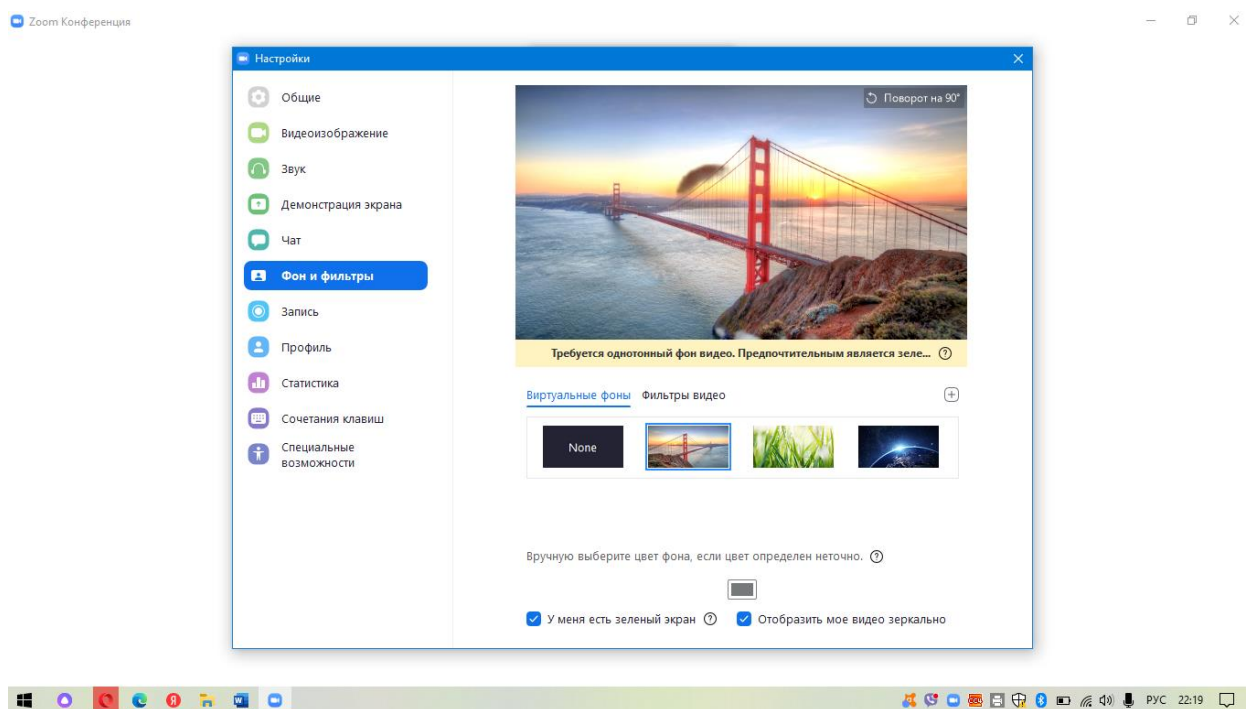 Zoom Конференция
Настройки
Общие
Видеоизображение
Звук
Демонстрация экрана
Чат
Фон и фильтры
Запись
Профиль
Статистика
Сочетания клавиш
Специальные
возможности
Поворот на 90°
Требуется однотонный фон видео. Предпочтительным является зеле...
Виртуальные фоны Фильтры видео
None
Вручную выберите цвет фона, если цвет определен неточно.
У меня есть зеленый экран Отобразить мое видео зеркально
РУС 22:19